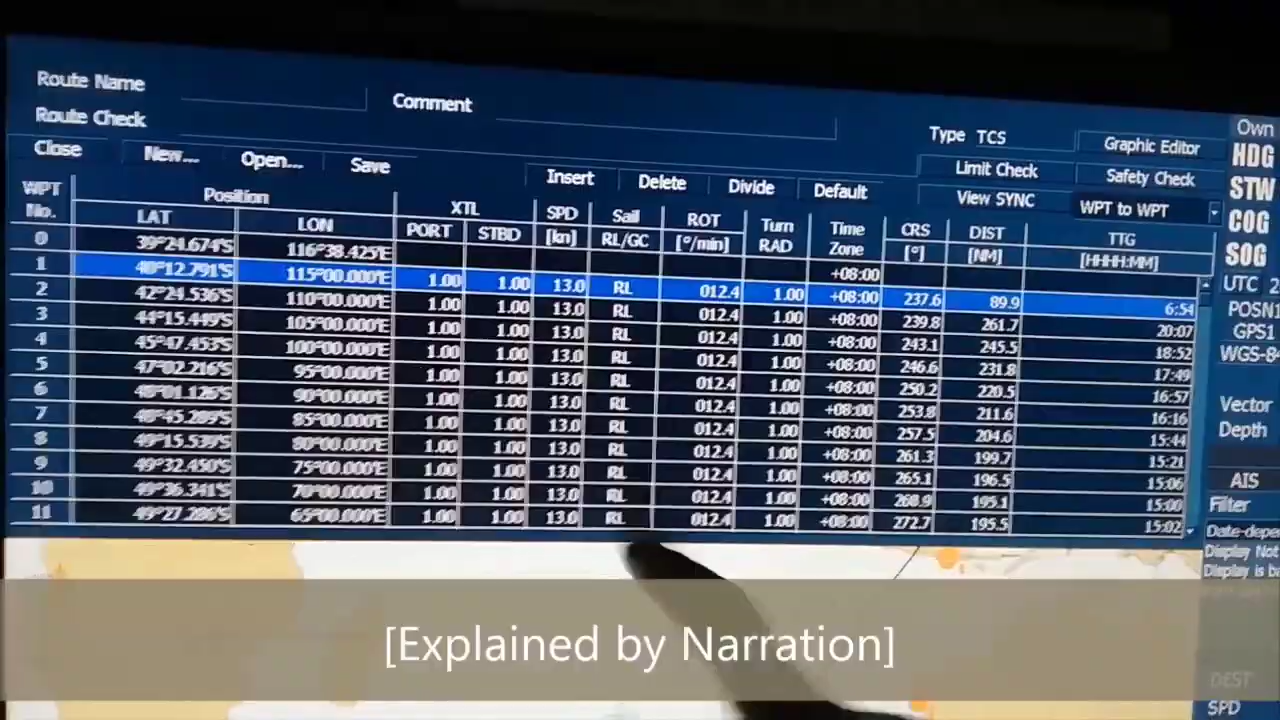 Route Name
Comment
Route Check
Type TCS
Graphic Editor
Close New... Open... Save
Limit Check
Safety Check
Insert Delete Divide Default
View SYNC
WPT to WPT
WPT No. Position LAT LON XTL PORT STBD SPD [kn] Sail RL/GC ROT [°/min] Turn RAD Time Zone CRS [°] DIST [NM] TTG [HHHH:MM]
0 39°24.674'S 116°38.425'E +08:00
1 40°12.791'S 115°00.000'E 1.00 1.00 13.0 RL 012.4 1.00 +08:00 237.6 89.9 6:54
2 42°24.536'S 110°00.000'E 1.00 1.00 13.0 RL 012.4 1.00 +08:00 239.8 261.7 20:07
3 44°15.449'S 105°00.000'E 1.00 1.00 13.0 RL 012.4 1.00 +08:00 243.1 245.5 18:52
4 45°47.453'S 100°00.000'E 1.00 1.00 13.0 RL 012.4 1.00 +08:00 246.6 231.8 17:49
5 47°02.216'S 95°00.000'E 1.00 1.00 13.0 RL 012.4 1.00 +08:00 250.2 220.5 16:57
6 48°01.126'S 90°00.000'E 1.00 1.00 13.0 RL 012.4 1.00 +08:00 253.8 211.6 16:16
7 48°45.289'S 85°00.000'E 1.00 1.00 13.0 RL 012.4 1.00 +08:00 257.5 204.6 15:44
8 49°15.539'S 80°00.000'E 1.00 1.00 13.0 RL 012.4 1.00 +08:00 261.3 199.7 15:21
9 49°32.450'S 75°00.000'E 1.00 1.00 13.0 RL 012.4 1.00 +08:00 265.1 196.5 15:06
10 49°36.341'S 70°00.000'E 1.00 1.00 13.0 RL 012.4 1.00 +08:00 268.9 195.1 15:00
11 49°27.286'S 65°00.000'E 1.00 1.00 13.0 RL 012.4 1.00 +08:00 272.7 195.5 15:02
Own
HDG
STW
COG
SOG
UTC 2
POSN1
GPS1
WGS-8
Vector
Depth
AIS
Filter
Date-depe
Display Not
Display is b
DEST
SPD
[Explained by Narration]